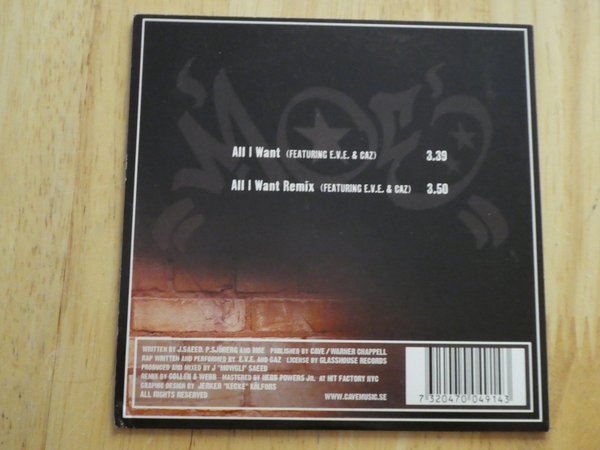 MOE'S
All I Want (FEATURING E.V.E. & CAZ) 3.39
All I Want Remix (FEATURING E.V.E. & CAZ) 3.50
WRITTEN BY J.SAEED, P.SJÖBERG AND MOE PUBLISHED BY CAVE/WARNER CHAPPELL
RAP WRITTEN AND PERFORMED BY E.V.E. AND CAZ LICENSE BY GLASSHOUSE RECORDS
PRODUCED AND MIXED BY J "MOWGLI" SAEED
REMIX BY COLLÉN & WEBB MASTERED BY HERB POWERS JR. AT HIT FACTORY NYC
GRAPHIC DESIGN BY JERKER "KECKE" KÄLFORS
ALL RIGHTS RESERVED WWW.CAVEMUSIC.SE
7 320470 049143